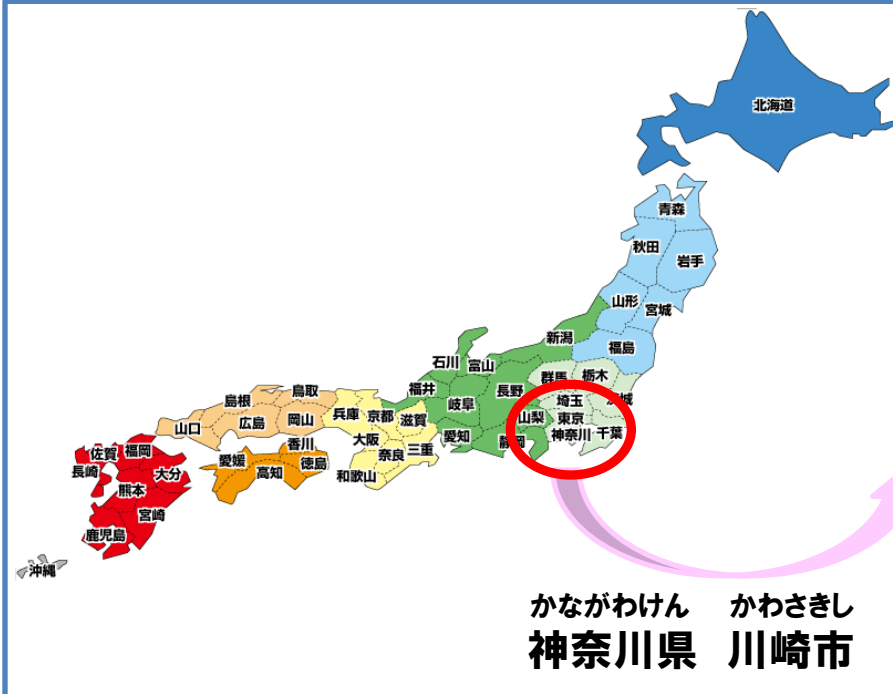 北海道
青森
秋田
岩手
山形
宮城
新潟
福島
石川
富山
群馬
栃木
福井
長野
岐阜
埼玉
茨城
島根
鳥取
兵庫
京都
滋賀
山梨
東京
山口
広島
岡山
大阪
愛知
静岡
神奈川
千葉
香川
奈良
三重
佐賀
福岡
愛媛
徳島
高知
和歌山
長崎
大分
熊本
宮崎
鹿児島
沖縄
かながわけん かわさきし
神奈川県 川崎市